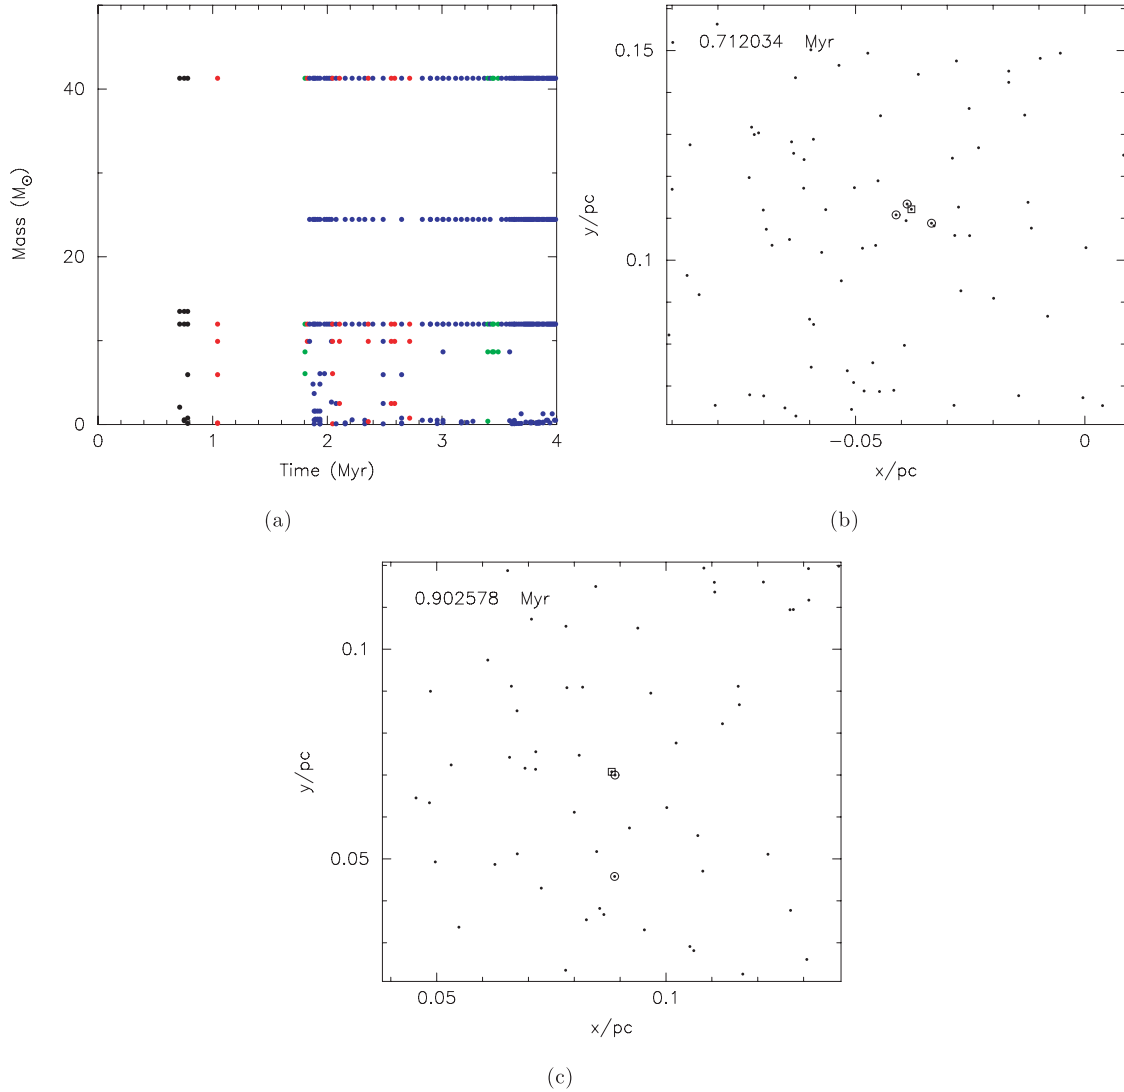 40
20
0
Mass (M⊙)
0 1 2 3 4
Time (Myr)
(a)
0.712034 Myr
0.15
0.1
y/pc
−0.05 0
x/pc
(b)
0.902578 Myr
0.1
0.05
y/pc
0.05 0.1
x/pc
(c)